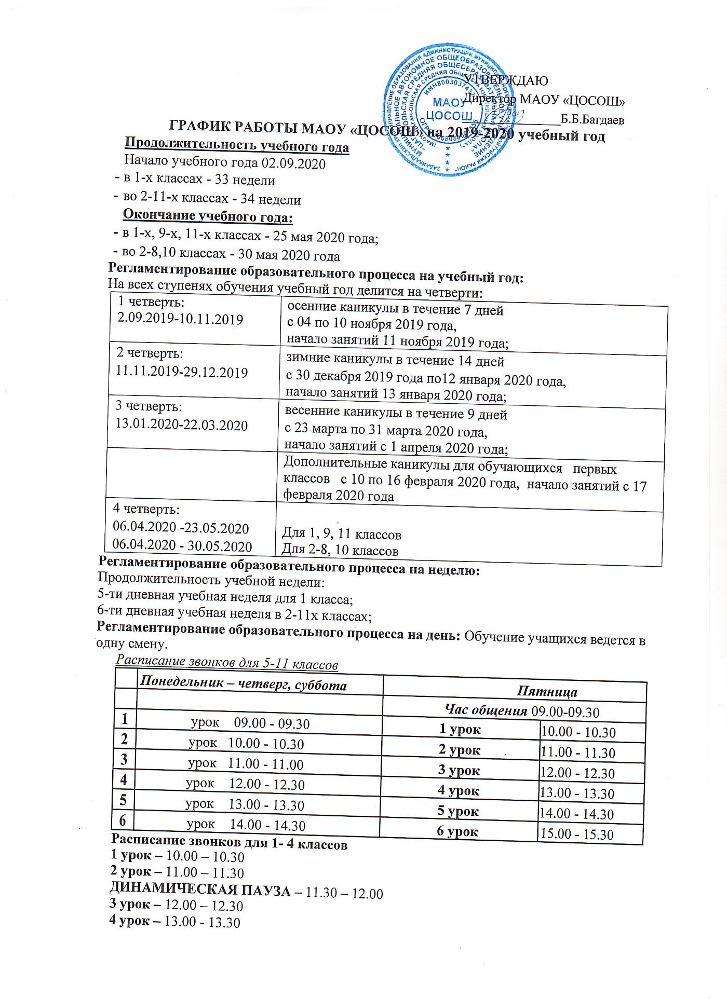 УТВЕРЖДАЮ
Директор МАОУ «ЦОСОШ»
Б.Б.Багдаев
МАОУ
ЦОСОШ
ГРАФИК РАБОТЫ МАОУ «ЦОСОШ» на 2019-2020 учебный год
Продолжительность учебного года
Начало учебного года 02.09.2020
- в 1-х классах - 33 недели
- во 2-11-х классах - 34 недели
Окончание учебного года:
- в 1-х, 9-х, 11-х классах - 25 мая 2020 года;
- во 2-8,10 классах - 30 мая 2020 года
Регламентирование образовательного процесса на учебный год:
На всех ступенях обучения учебный год делится на четверти:
1 четверть:
2.09.2019-10.11.2019
осенние каникулы в течение 7 дней
с 04 по 10 ноября 2019 года,
начало занятий 11 ноября 2019 года;
2 четверть:
11.11.2019-29.12.2019
зимние каникулы в течение 14 дней
с 30 декабря 2019 года по12 января 2020 года,
начало занятий 13 января 2020 года;
3 четверть:
13.01.2020-22.03.2020
весенние каникулы в течение 9 дней
с 23 марта по 31 марта 2020 года,
начало занятий с 1 апреля 2020 года;
Дополнительные каникулы для обучающихся первых
классов с 10 по 16 февраля 2020 года, начало занятий с 17
февраля 2020 года
4 четверть:
06.04.2020 -23.05.2020
06.04.2020 - 30.05.2020
Для 1, 9, 11 классов
Для 2-8, 10 классов
Регламентирование образовательного процесса на неделю:
Продолжительность учебной недели:
5-ти дневная учебная неделя для 1 класса;
6-ти дневная учебная неделя в 2-11х классах;
Регламентирование образовательного процесса на день: Обучение учащихся ведется в
одну смену.
Расписание звонков для 5-11 классов
Понедельник – четверг, суббота Пятница
Час общения 09.00-09.30
1 урок 09.00 - 09.30 1 урок 10.00 - 10.30
2 урок 10.00 - 10.30 2 урок 11.00 - 11.30
3 урок 11.00 - 11.00 3 урок 12.00 - 12.30
4 урок 12.00 - 12.30 4 урок 13.00 - 13.30
5 урок 13.00 - 13.30 5 урок 14.00 - 14.30
6 урок 14.00 - 14.30 6 урок 15.00 - 15.30
Расписание звонков для 1- 4 классов
1 урок – 10.00 – 10.30
2 урок – 11.00 – 11.30
ДИНАМИЧЕСКАЯ ПАУЗА – 11.30 – 12.00
3 урок – 12.00 – 12.30
4 урок – 13.00 - 13.30